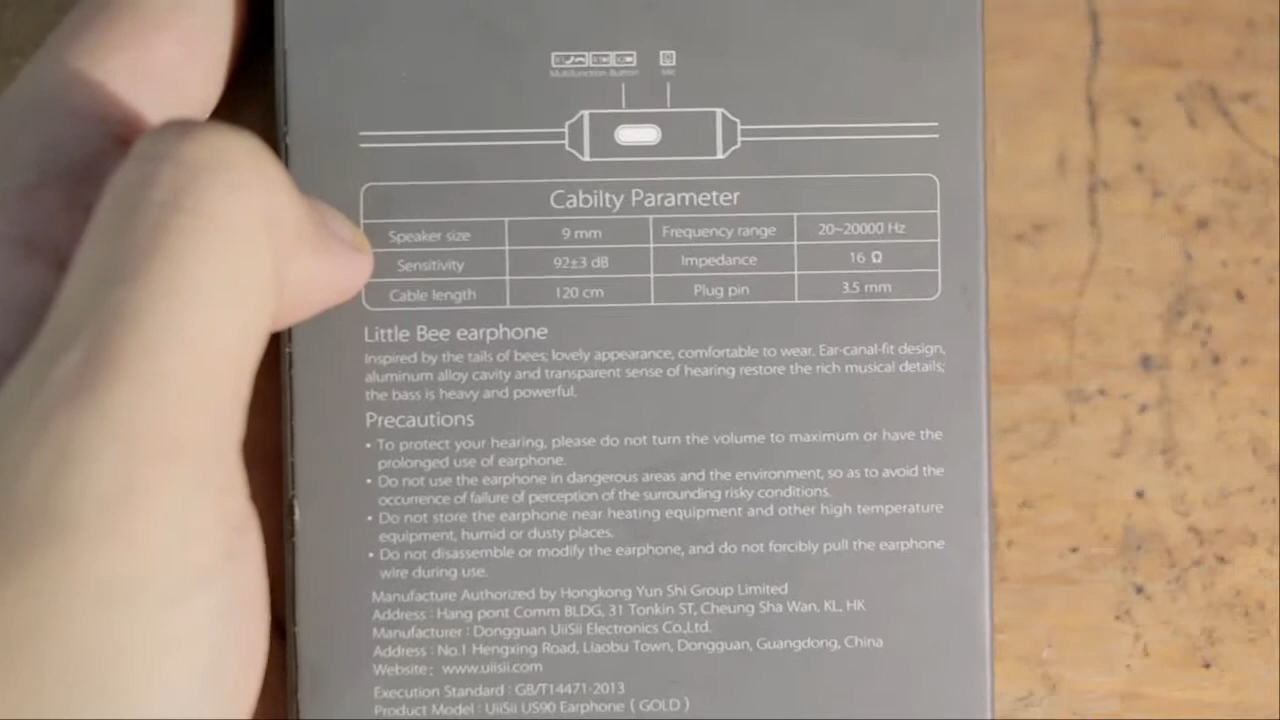 Multifunction Button Mic
Cabilty Parameter
Speaker size 9 mm Frequency range 20~20000 Hz
Sensitivity 92±3 dB Impedance 16 Ω
Cable length 120 cm Plug pin 3.5 mm
Little Bee earphone
Inspired by the tails of bees; lovely appearance, comfortable to wear. Ear-canal-fit design,
aluminum alloy cavity and transparent sense of hearing restore the rich musical details;
the bass is heavy and powerful.
Precautions
• To protect your hearing, please do not turn the volume to maximum or have the
prolonged use of earphone.
• Do not use the earphone in dangerous areas and the environment, so as to avoid the
occurrence of failure of perception of the surrounding risky conditions.
• Do not store the earphone near heating equipment and other high temperature
equipment, humid or dusty places.
• Do not disassemble or modify the earphone, and do not forcibly pull the earphone
wire during use.
Manufacture Authorized by Hongkong Yun Shi Group Limited
Address : Hang pont Comm BLDG, 31 Tonkin ST, Cheung Sha Wan, KL, HK
Manufacturer : Dongguan UiiSii Electronics Co.,Ltd.
Address : No.1 Hengxing Road, Liaobu Town, Dongguan, Guangdong, China
Website: www.uiisii.com
Execution Standard : GB/T14471-2013
Product Model : UiiSii US90 Earphone ( GOLD )